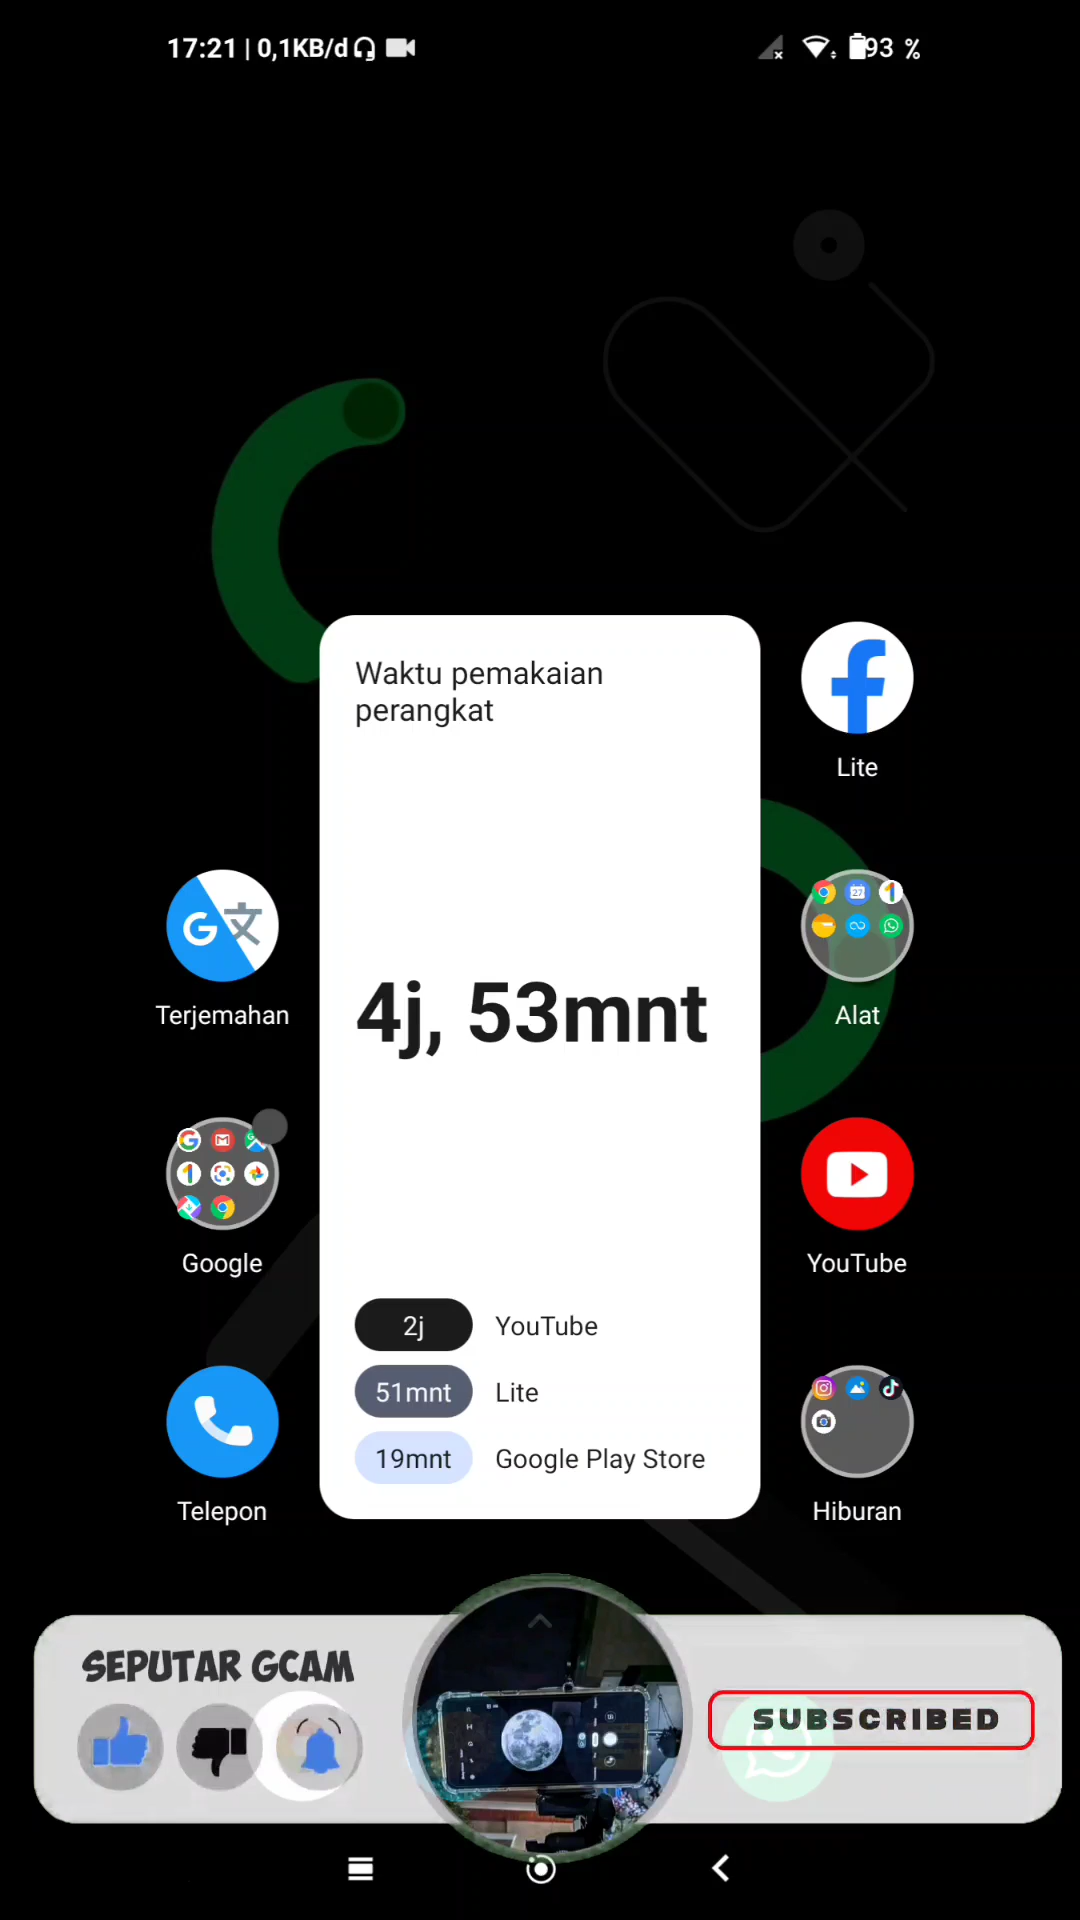 17:21 | 0,1KB/d 93 %
Waktu pemakaian
perangkat
4j, 53mnt
2j YouTube
51mnt Lite
19mnt Google Play Store
Lite
Terjemahan
Alat
Google
YouTube
Telepon
Hiburan
SEPUTAR GCAM
SUBSCRIBED